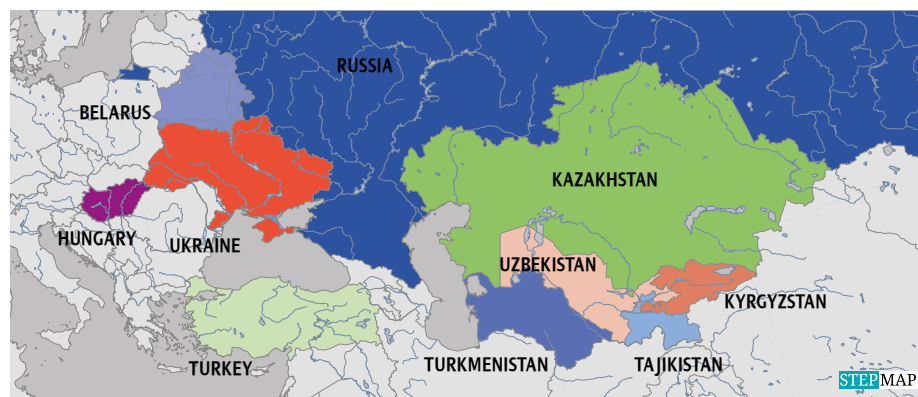 RUSSIA
BELARUS
KAZAKHSTAN
HUNGARY
UKRAINE
UZBEKISTAN
KYRGYZSTAN
TURKEY
TURKMENISTAN
TAJIKISTAN
STEPMAP